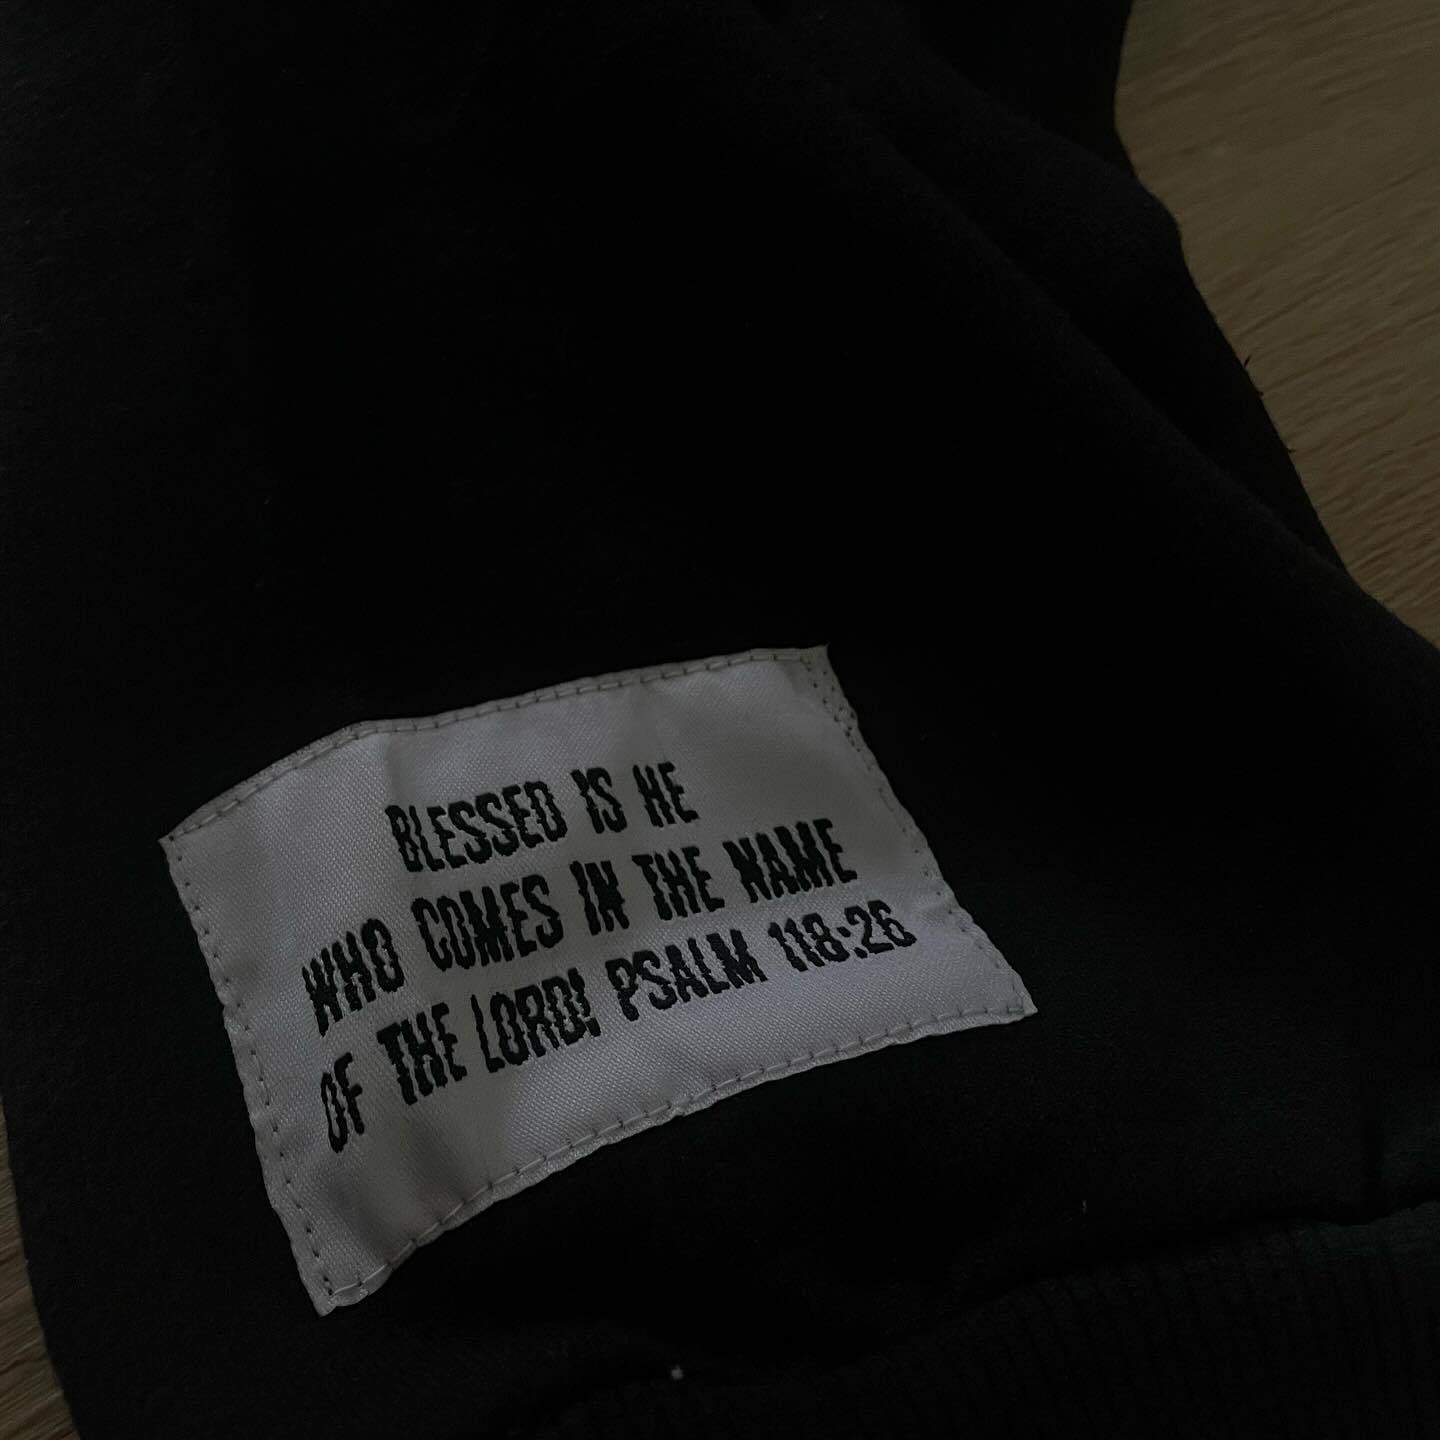 BLESSED IS HE
WHO COMES IN THE NAME
OF THE LORD! PSALM 118:26